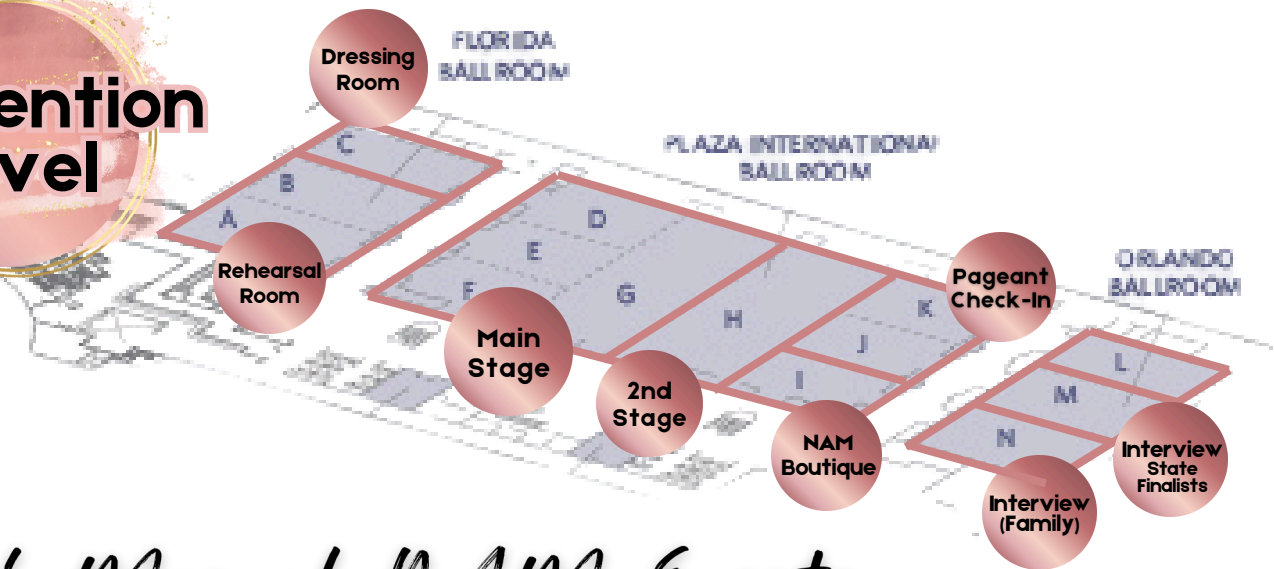 ention
vel
Dressing
Room
FLORIDA
BALLROOM
PLAZA INTERNATIONAL
BALLROOM
ORLANDO
BALLROOM
C
B
A
Rehearsal
Room
D
E
F
G
H
Main
Stage
2nd
Stage
K
J
I
Pageant
Check-In
NAM
Boutique
L
M
N
Interview
State
Finalists
Interview
(Family)